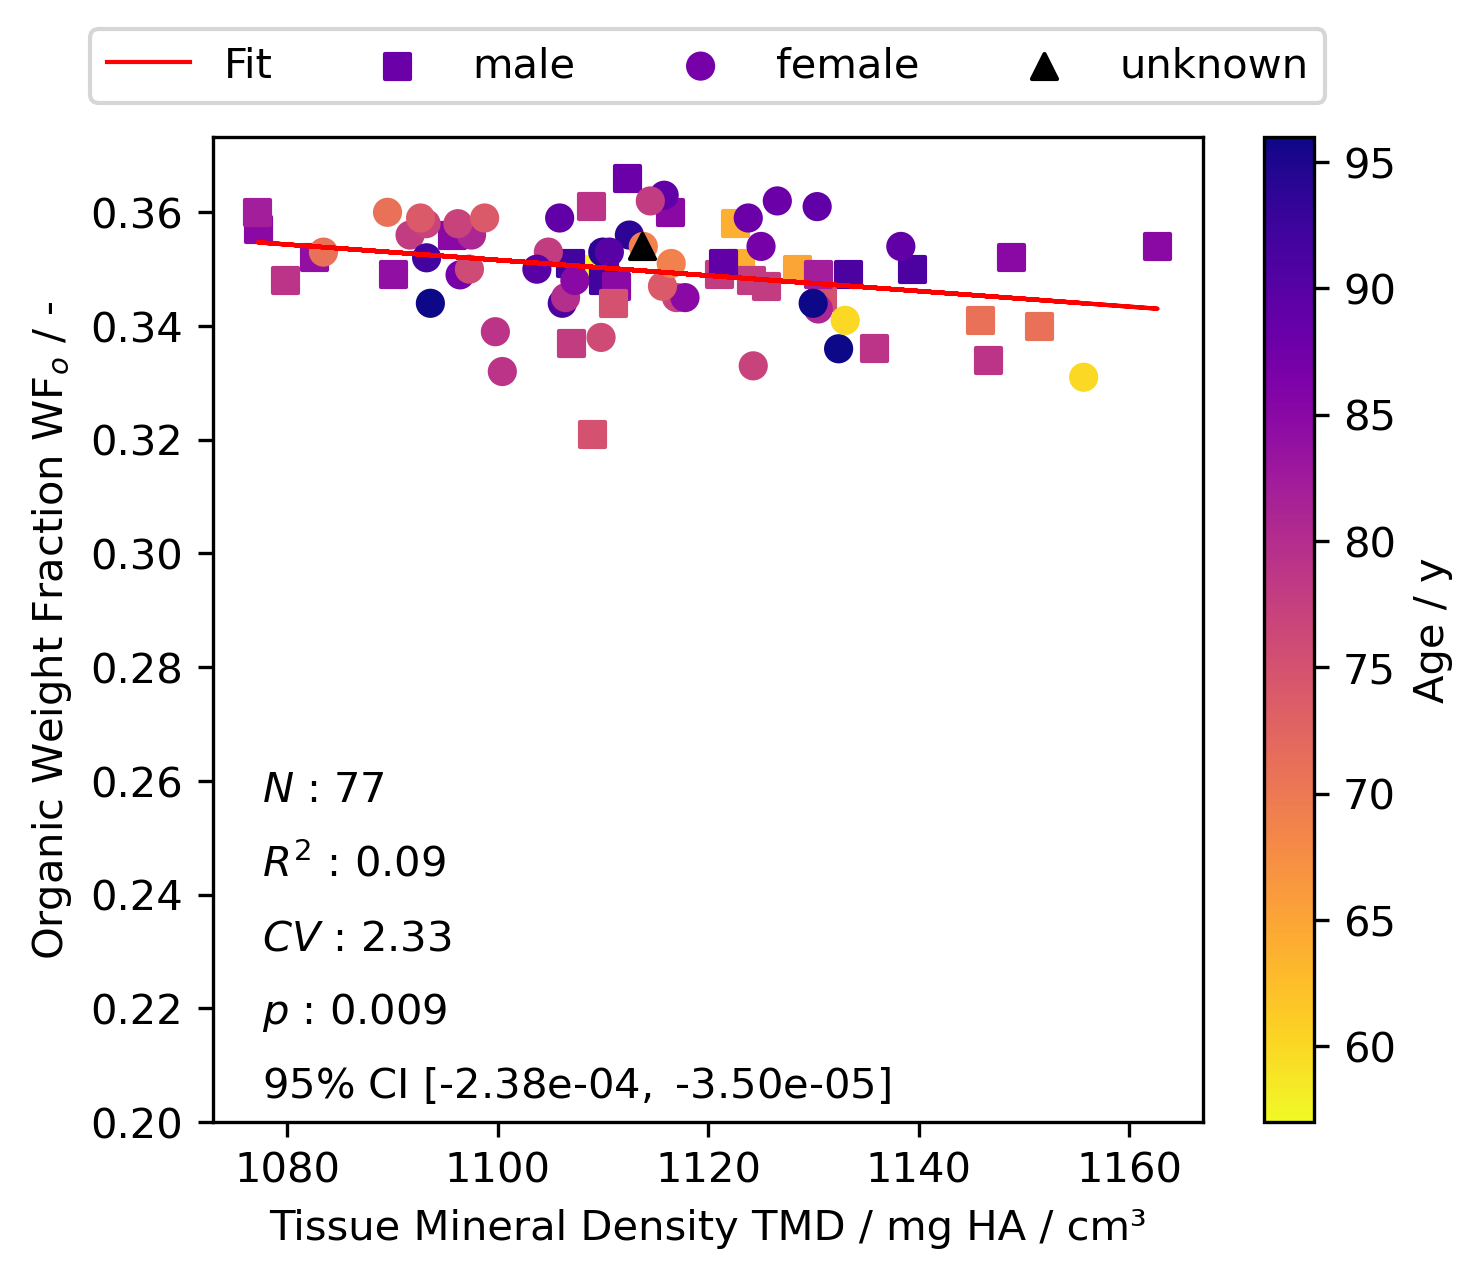 Fit male female unknown
Organic Weight Fraction WFo / -
0.36
0.34
0.32
0.30
0.28
0.26
0.24
0.22
0.20
N : 77
R² : 0.09
CV : 2.33
p : 0.009
95% CI [-2.38e-04, -3.50e-05]
1080 1100 1120 1140 1160
Tissue Mineral Density TMD / mg HA / cm³
95
90
85
80
75
70
65
60
Age / y